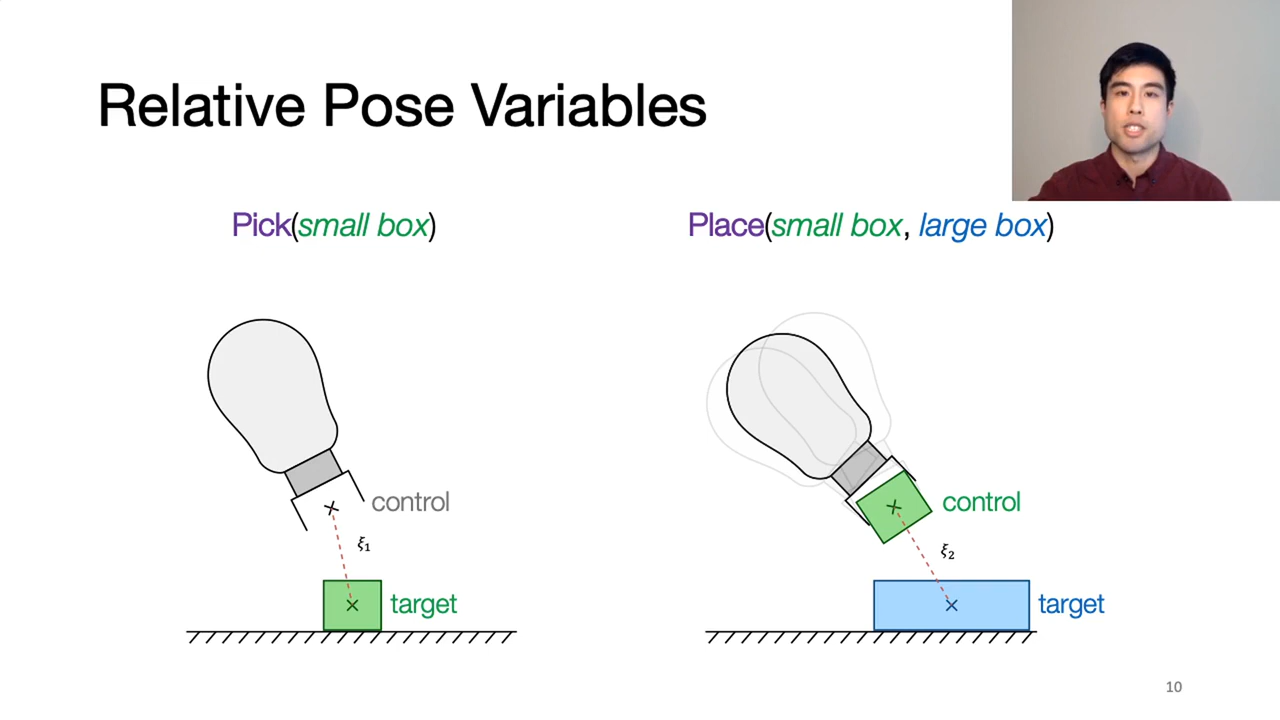 Relative Pose Variables
Pick(small box)
Place(small box, large box)
control
ξ₁
target
control
ξ₂
target
10